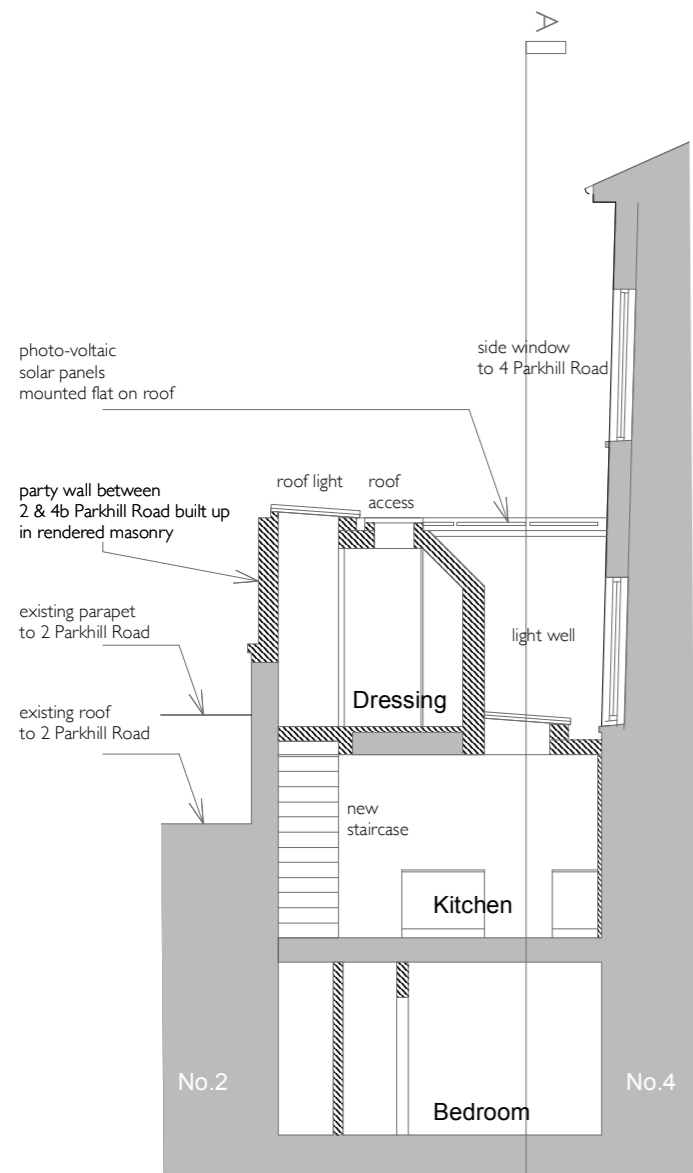 A
photo-voltaic
solar panels
mounted flat on roof
side window
to 4 Parkhill Road
roof light
roof
access
party wall between
2 & 4b Parkhill Road built up
in rendered masonry
existing parapet
to 2 Parkhill Road
light well
Dressing
existing roof
to 2 Parkhill Road
new
staircase
Kitchen
No.2
No.4
Bedroom